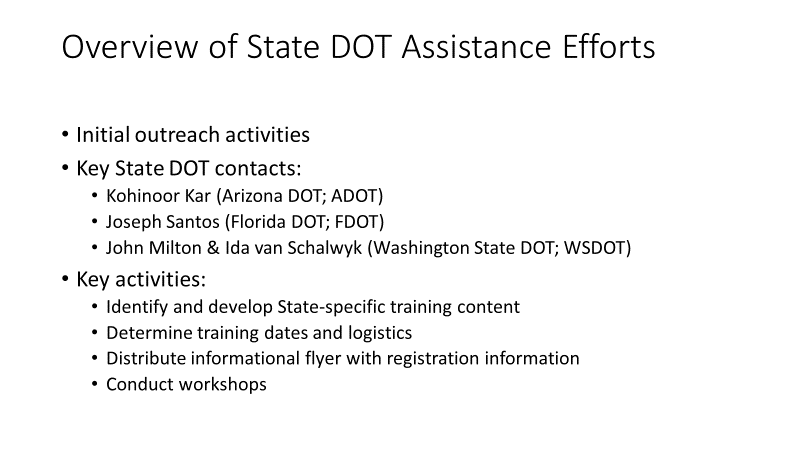 Overview of State DOT Assistance Efforts
• Initial outreach activities
• Key State DOT contacts:
• Kohinoor Kar (Arizona DOT; ADOT)
• Joseph Santos (Florida DOT; FDOT)
• John Milton & Ida van Schalwyk (Washington State DOT; WSDOT)
• Key activities:
• Identify and develop State-specific training content
• Determine training dates and logistics
• Distribute informational flyer with registration information
• Conduct workshops